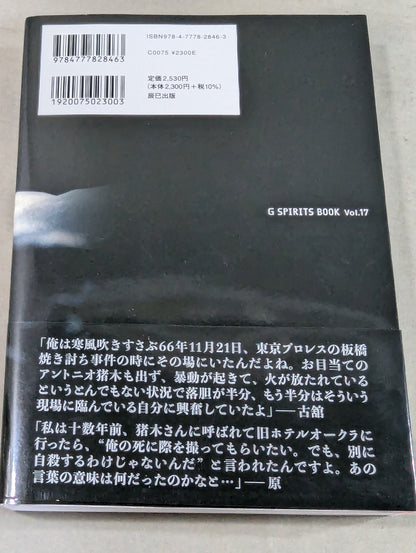 ISBN978-4-7778-2846-3
C0075 ¥2300E
9784777828463
定価2,530円
(本体2,300円+税10%)
辰巳出版
1920075023003
G SPIRITS BOOK Vol.17
「俺は寒風吹きすさぶ66年11月21日、東京プロレスの板橋
焼き討ち事件の時にその場にいたんだよね。お目当ての
アントニオ猪木も出ず、暴動が起きて、火が放たれている
というとんでもない状況で落胆が半分、もう半分はそういう
現場に臨んでいる自分に興奮していたよ」──古舘
「私は十数年前、猪木さんに呼ばれて旧ホテルオークラに
行ったら、“俺の死に際を撮ってもらいたい。でも、別に
自殺するわけじゃないんだ”と言われたんですよ。あの
言葉の意味は何だったのかなと…」──原